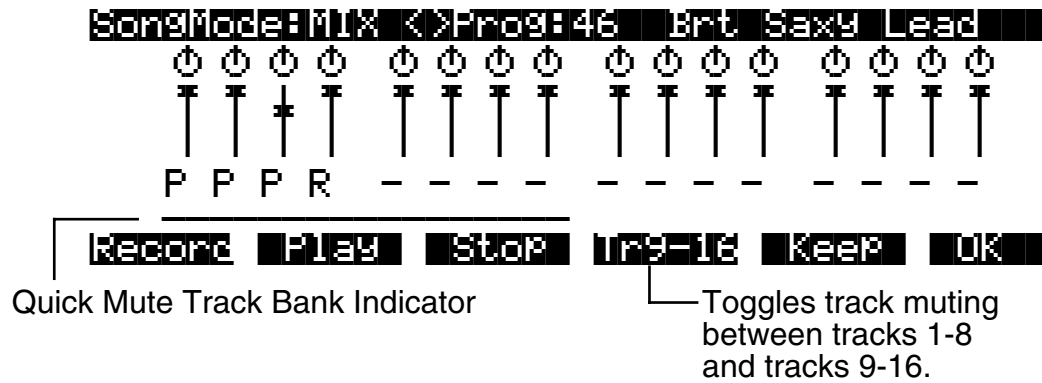 SongMode:MIX <>Prog:46 Brt Saxy Lead
P P P R - - - - - - - - - - - -
Record Play Stop Tr9-16 Keep OK
Quick Mute Track Bank Indicator
Toggles track muting
between tracks 1-8
and tracks 9-16.